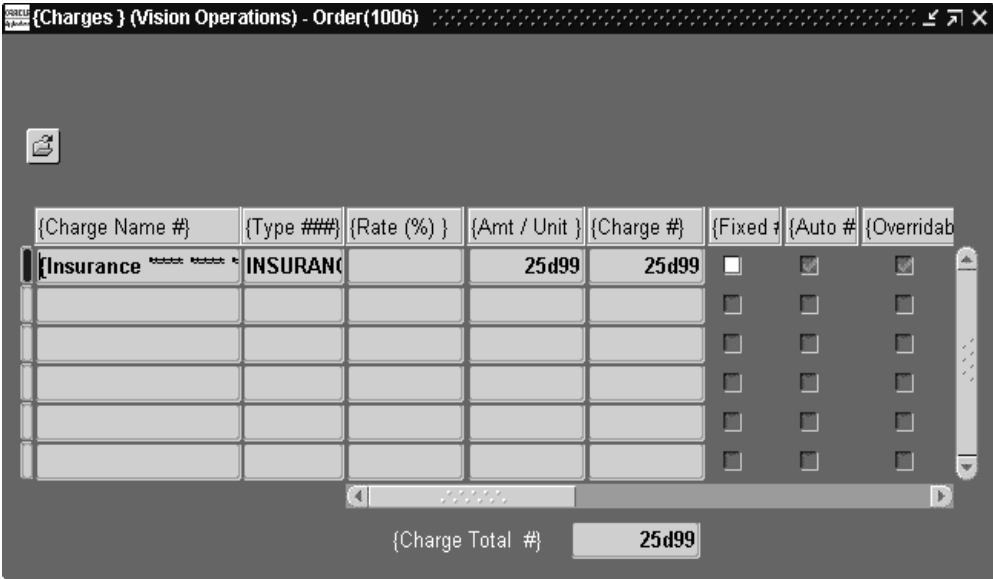 {Charges } (Vision Operations) - Order(1006)
{Charge Name #} {Type ###} {Rate (%) } {Amt / Unit } {Charge #} {Fixed # {Auto # {Overridab
{Insurance **** **** * INSURANC 25d99 25d99
{Charge Total #} 25d99